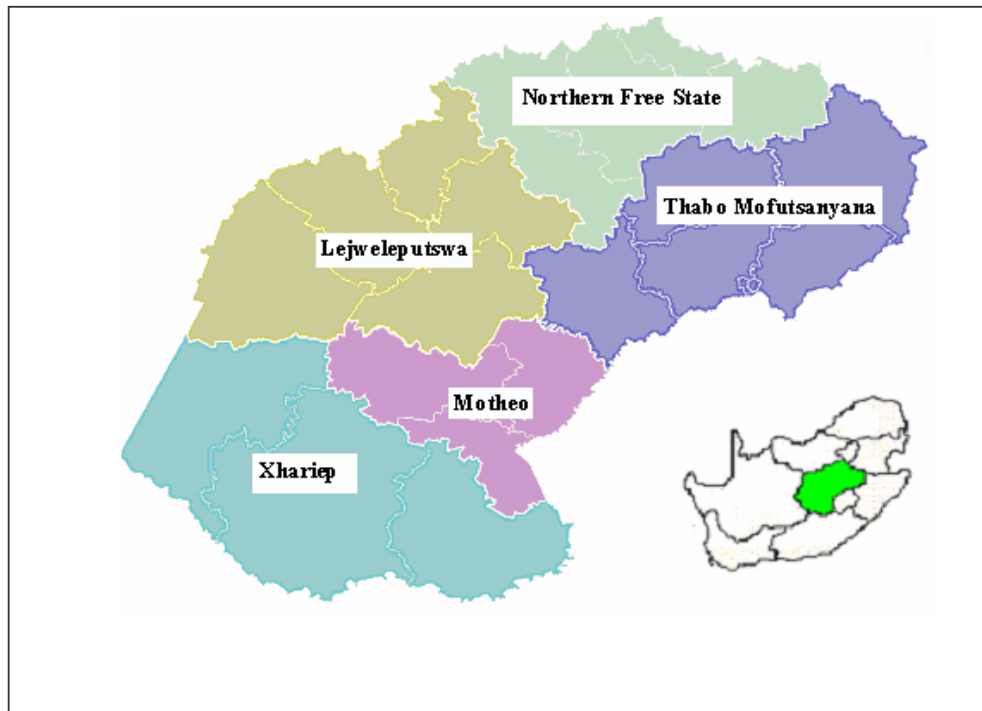 Northern Free State
Thabo Mofutsanyana
Lejweleputswa
Motheo
Xhariep